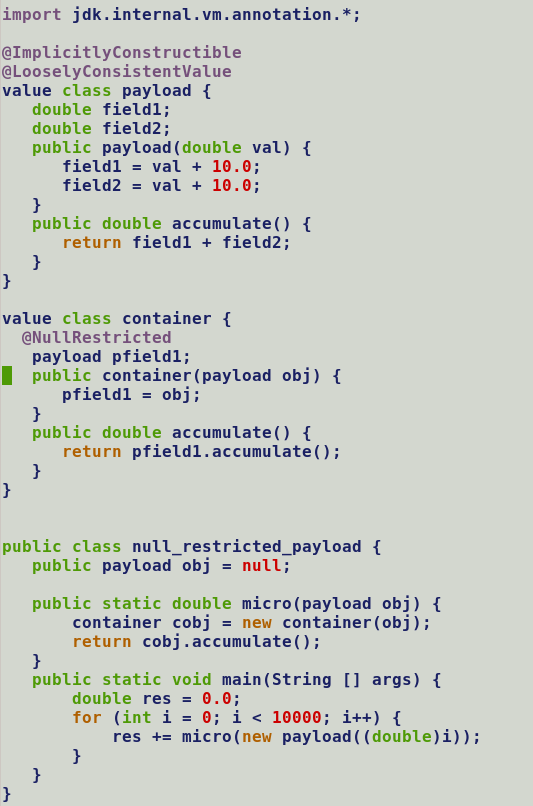 import jdk.internal.vm.annotation.*;

@ImplicitlyConstructible
@LooselyConsistentValue
value class payload {
   double field1;
   double field2;
   public payload(double val) {
      field1 = val + 10.0;
      field2 = val + 10.0;
   }
   public double accumulate() {
      return field1 + field2;
   }
}

value class container {
  @NullRestricted
   payload pfield1;
   public container(payload obj) {
      pfield1 = obj;
   }
   public double accumulate() {
      return pfield1.accumulate();
   }
}


public class null_restricted_payload {
   public payload obj = null;

   public static double micro(payload obj) {
       container cobj = new container(obj);
       return cobj.accumulate();
   }
   public static void main(String [] args) {
       double res = 0.0;
       for (int i = 0; i < 10000; i++) {
           res += micro(new payload((double)i));
       }
   }
}